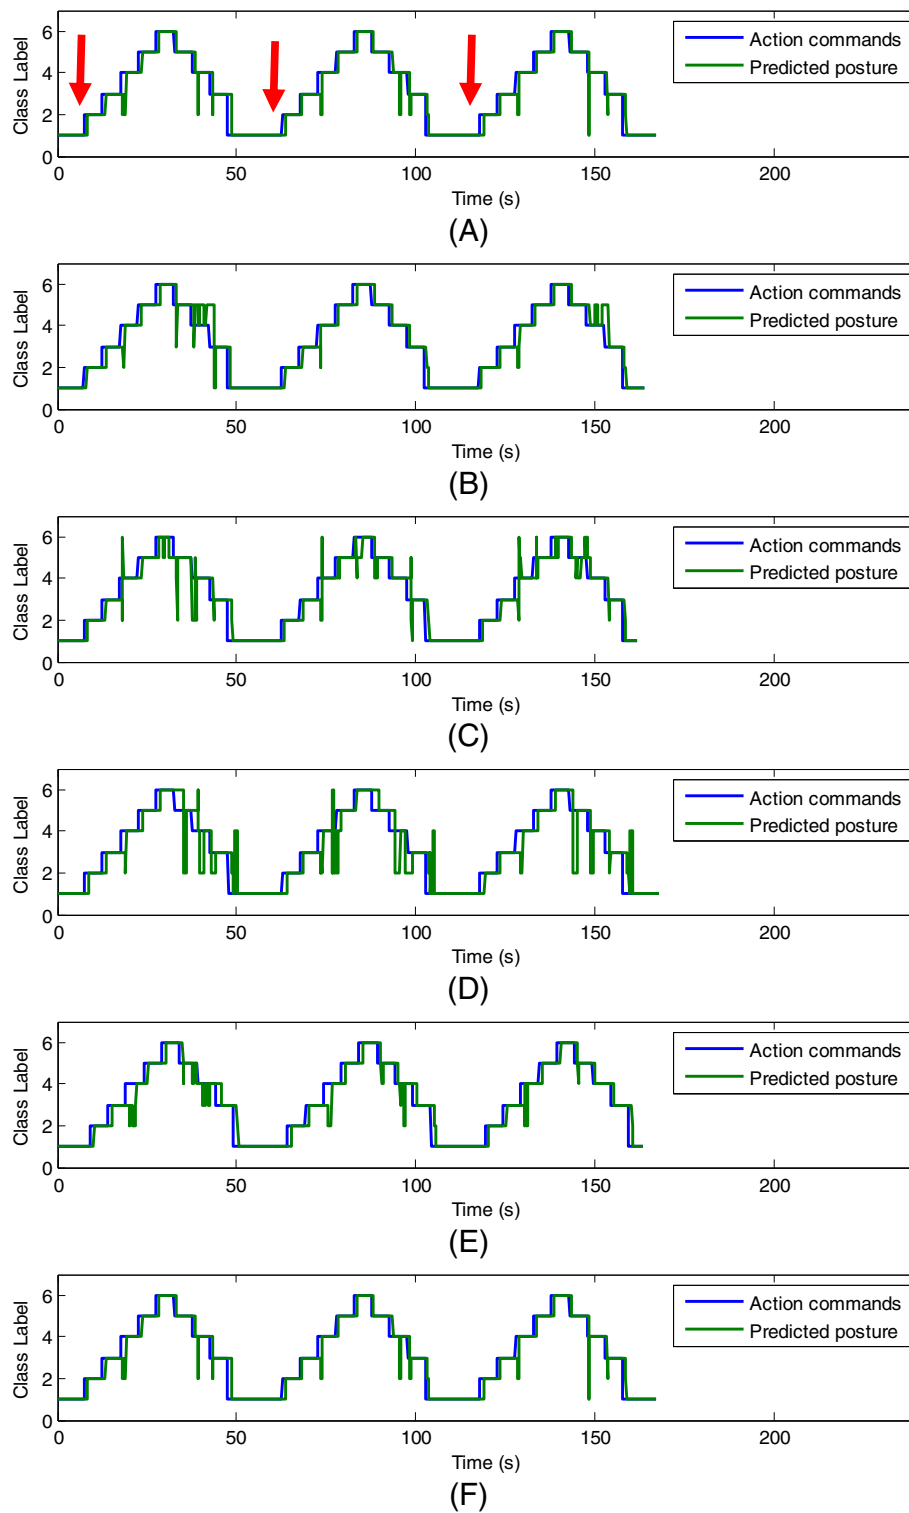 Class Label
6
4
2
0
Action commands
Predicted posture
0 50 100 150 200
Time (s)
(A)
Class Label
6
4
2
0
Action commands
Predicted posture
0 50 100 150 200
Time (s)
(B)
Class Label
6
4
2
0
Action commands
Predicted posture
0 50 100 150 200
Time (s)
(C)
Class Label
6
4
2
0
Action commands
Predicted posture
0 50 100 150 200
Time (s)
(D)
Class Label
6
4
2
0
Action commands
Predicted posture
0 50 100 150 200
Time (s)
(E)
Class Label
6
4
2
0
Action commands
Predicted posture
0 50 100 150 200
Time (s)
(F)